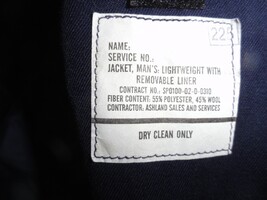 22
NAME:
SERVICE NO.:
JACKET, MAN'S: LIGHTWEIGHT WITH
REMOVABLE LINER
CONTRACT NO.: SP0100-02-D-0310
FIBER CONTENT: 55% POLYESTER, 45% WOOL
CONTRACTOR: ASHLAND SALES AND SERVICES
DRY CLEAN ONLY